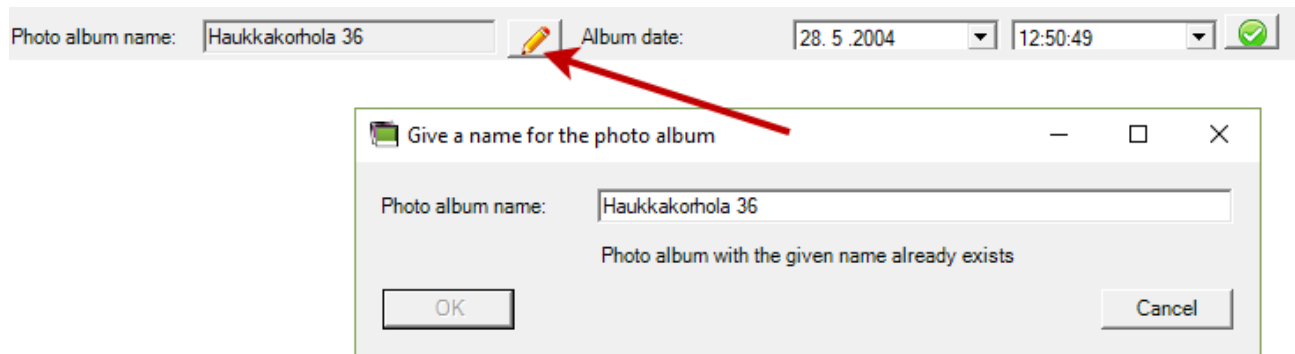 Photo album name: Haukkakorhola 36 Album date: 28. 5 .2004 12:50:49
Give a name for the photo album
Photo album name: Haukkakorhola 36
Photo album with the given name already exists
OK Cancel